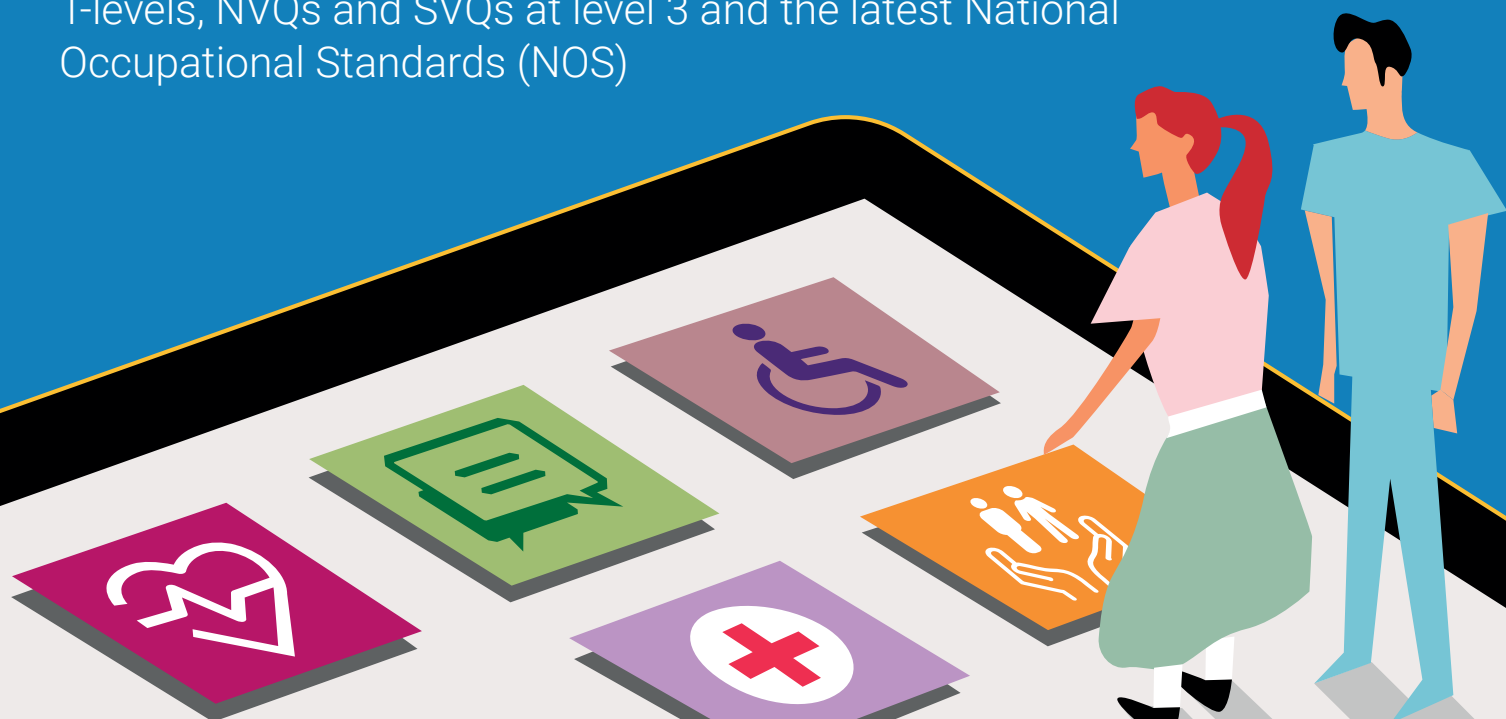 T-levels, NVQs and SVQs at level 3 and the latest National
Occupational Standards (NOS)